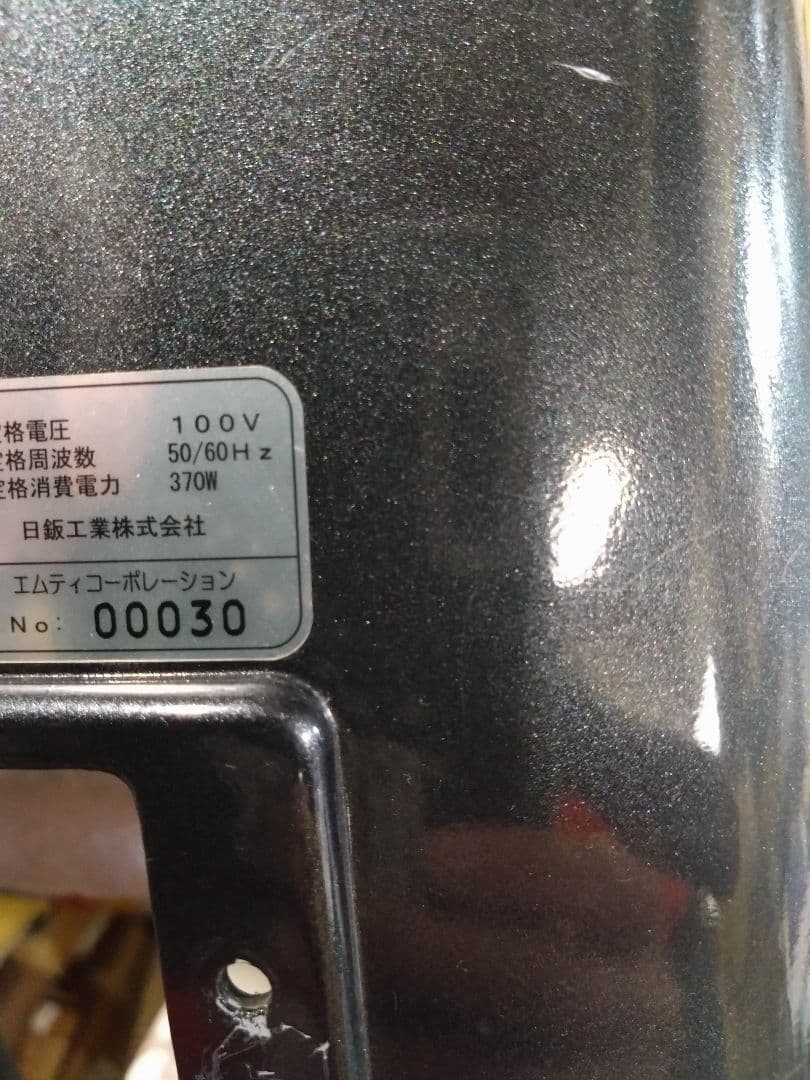 格電圧 100V
定格周波数 50/60Hz
定格消費電力 370W
日鈑工業株式会社
エムティコーポレーション
No: 00030